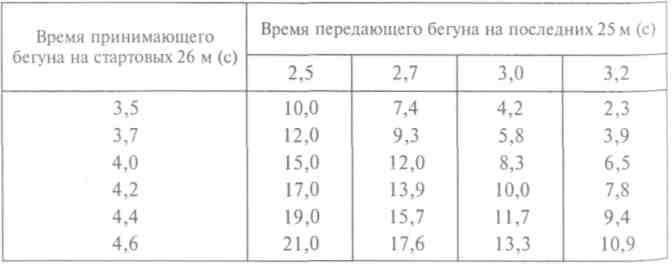 Время принимающего бегуна на стартовых 26 м (с) | Время передающего бегуна на последних 25 м (с)
2,5 | 2,7 | 3,0 | 3,2
3,5 | 10,0 | 7,4 | 4,2 | 2,3
3,7 | 12,0 | 9,3 | 5,8 | 3,9
4,0 | 15,0 | 12,0 | 8,3 | 6,5
4,2 | 17,0 | 13,9 | 10,0 | 7,8
4,4 | 19,0 | 15,7 | 11,7 | 9,4
4,6 | 21,0 | 17,6 | 13,3 | 10,9